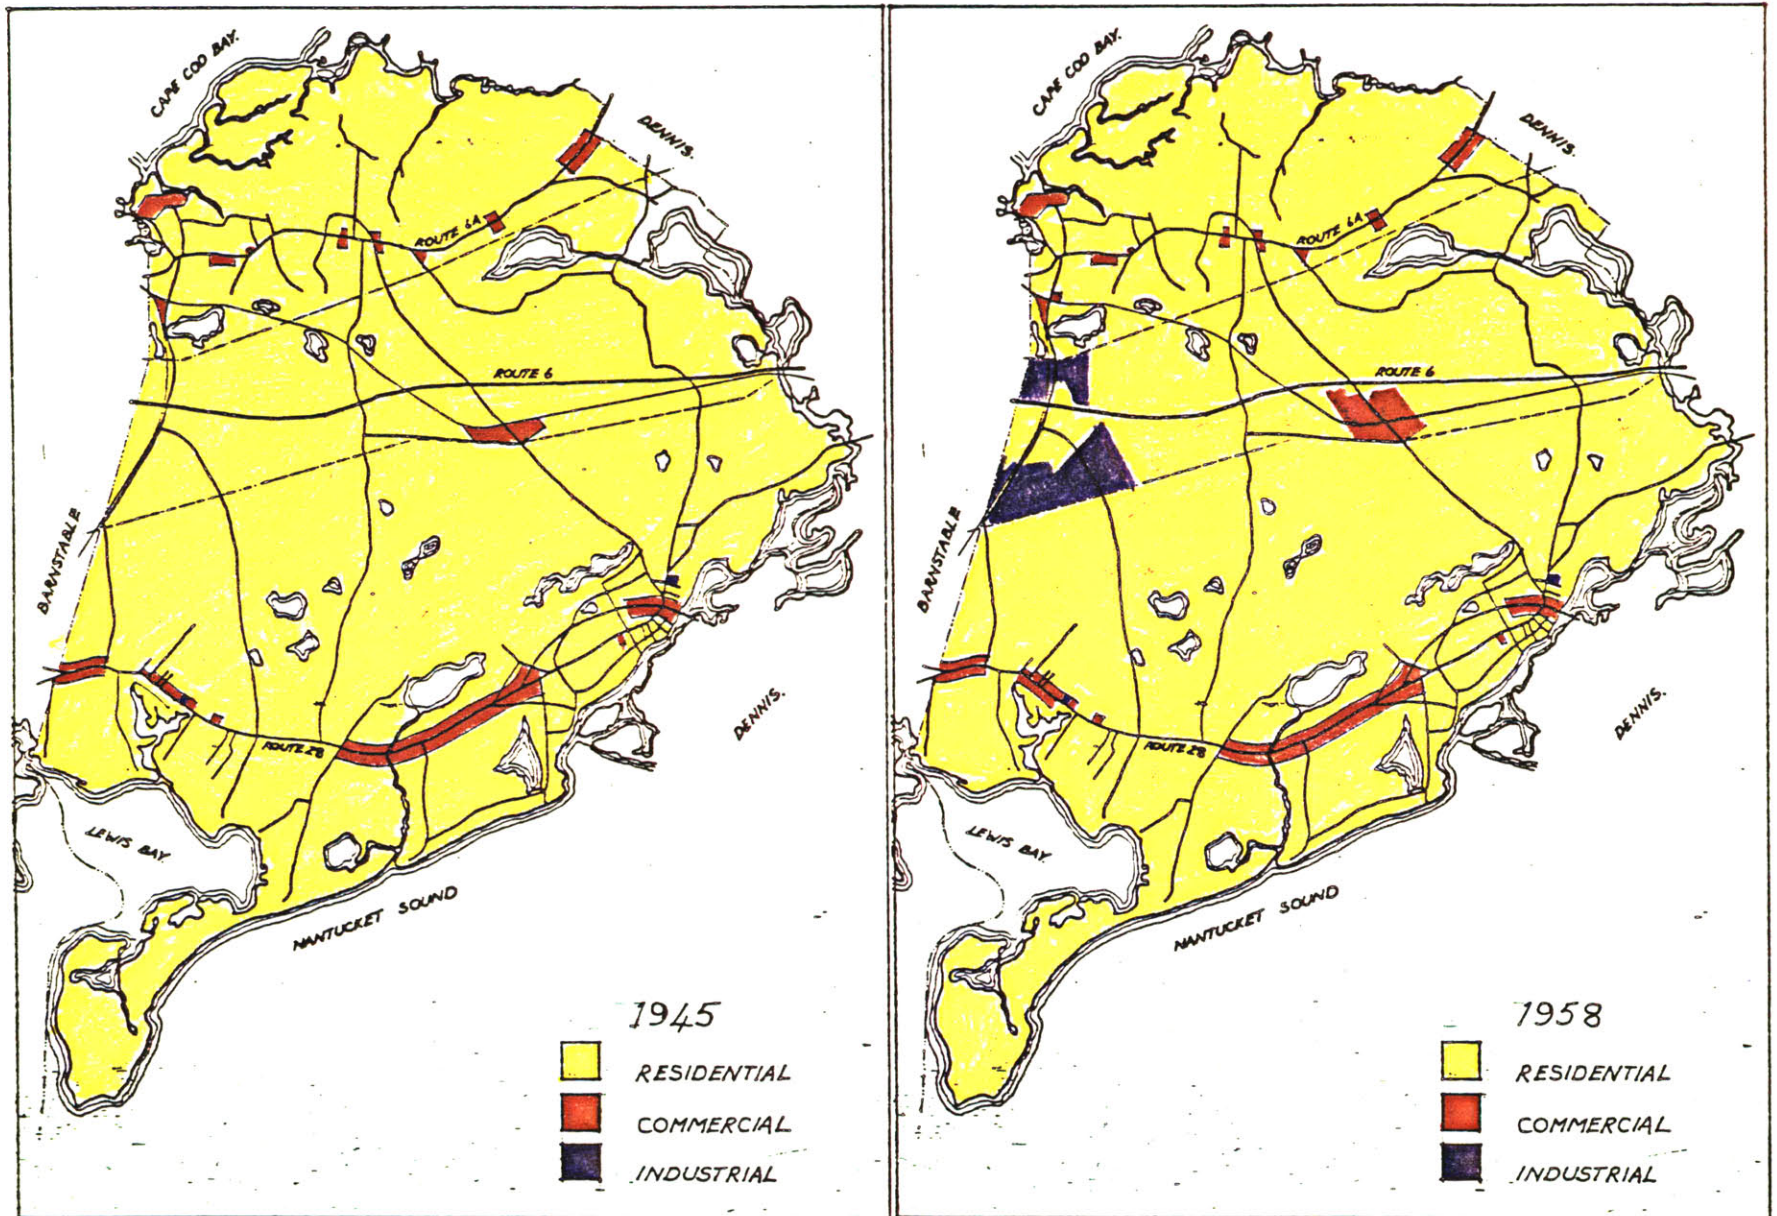 CAPE COD BAY.
DENNIS.
ROUTE 6A
ROUTE 6
BARNSTABLE
DENNIS.
ROUTE 28
LEWIS BAY.
NANTUCKET SOUND
1945
RESIDENTIAL
COMMERCIAL
INDUSTRIAL
CAPE COD BAY.
DENNIS.
ROUTE 6A
ROUTE 6
BARNSTABLE
DENNIS.
ROUTE 28
LEWIS BAY.
NANTUCKET SOUND
1958
RESIDENTIAL
COMMERCIAL
INDUSTRIAL